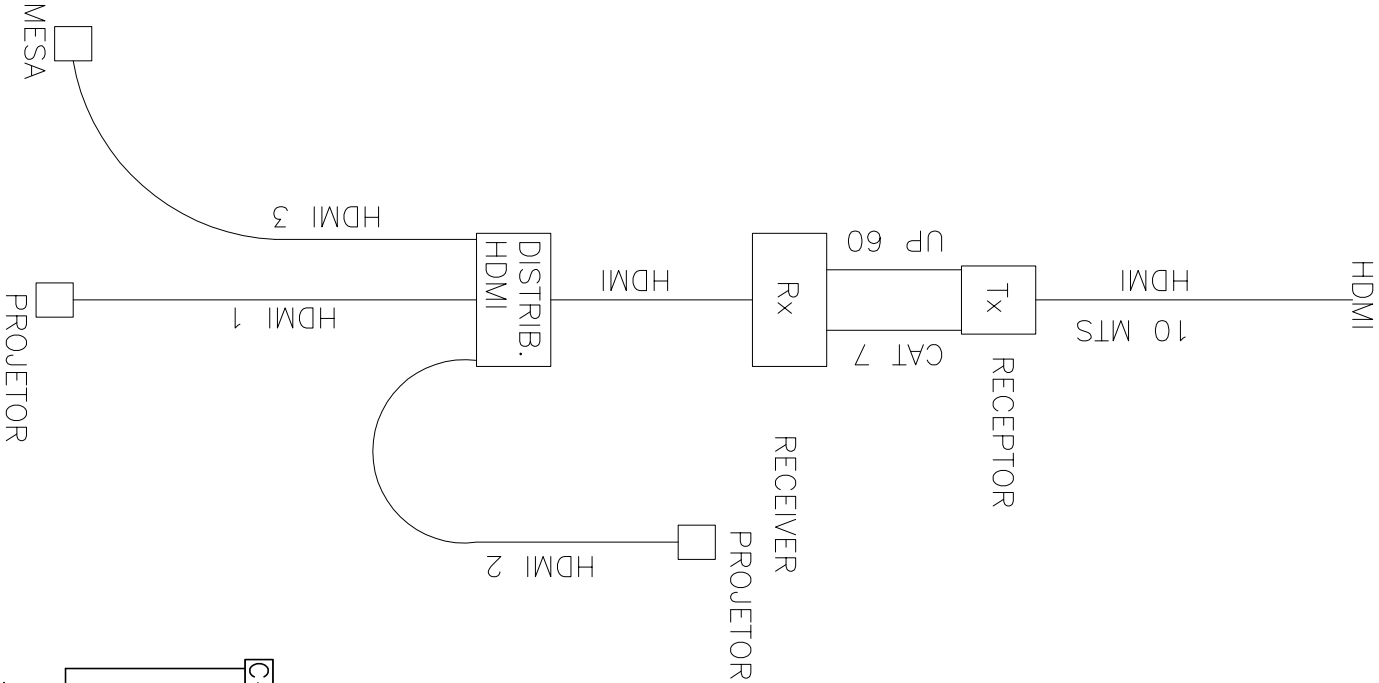 HDMI
HDMI
10 MTS
Tx
RECEPTOR
UP 60
CAT 7
Rx
RECEIVER
HDMI
DISTRIB.
HDMI
HDMI 3
MESA
HDMI 1
PROJETOR
HDMI 2
PROJETOR